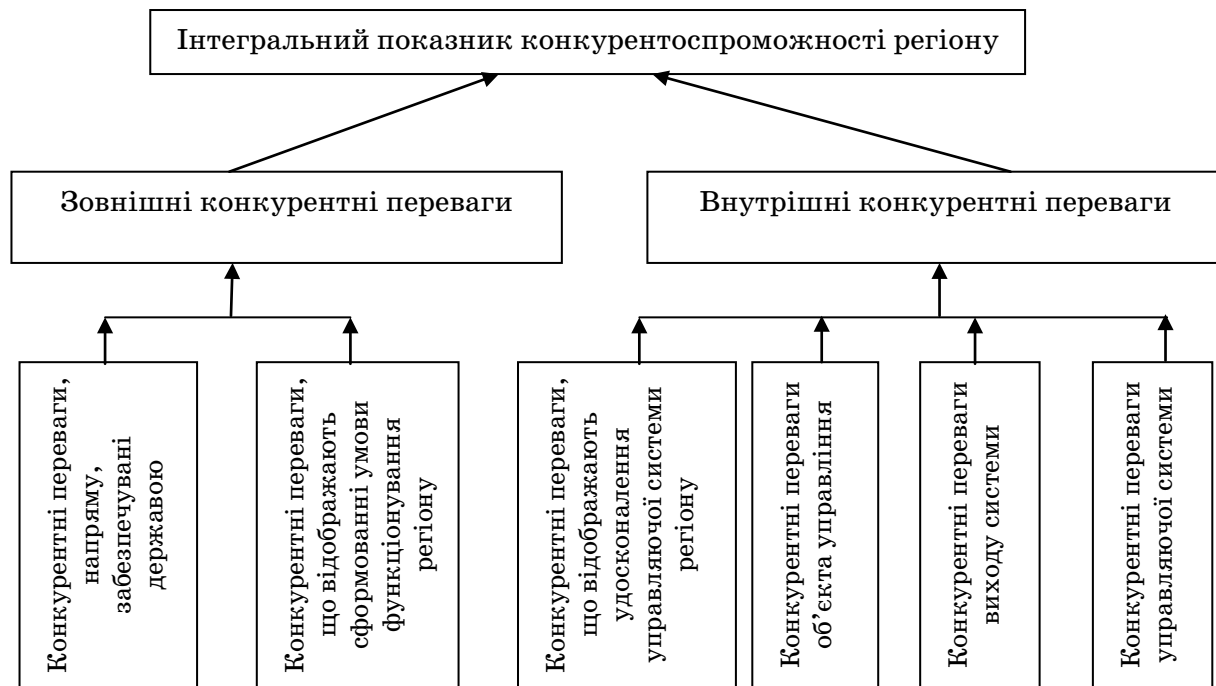 Інтегральний показник конкурентоспроможності регіону
Зовнішні конкурентні переваги
Внутрішні конкурентні переваги
Конкурентні переваги,
напряму,
забезпечувані
державою
Конкурентні переваги,
що відображають
сформованні умови
функціонування
регіону
Конкурентні переваги,
що відображають
удосконалення
управляючої системи
регіону
Конкурентні переваги
об’єкта управління
Конкурентні переваги
виходу системи
Конкурентні переваги
управляючої системи